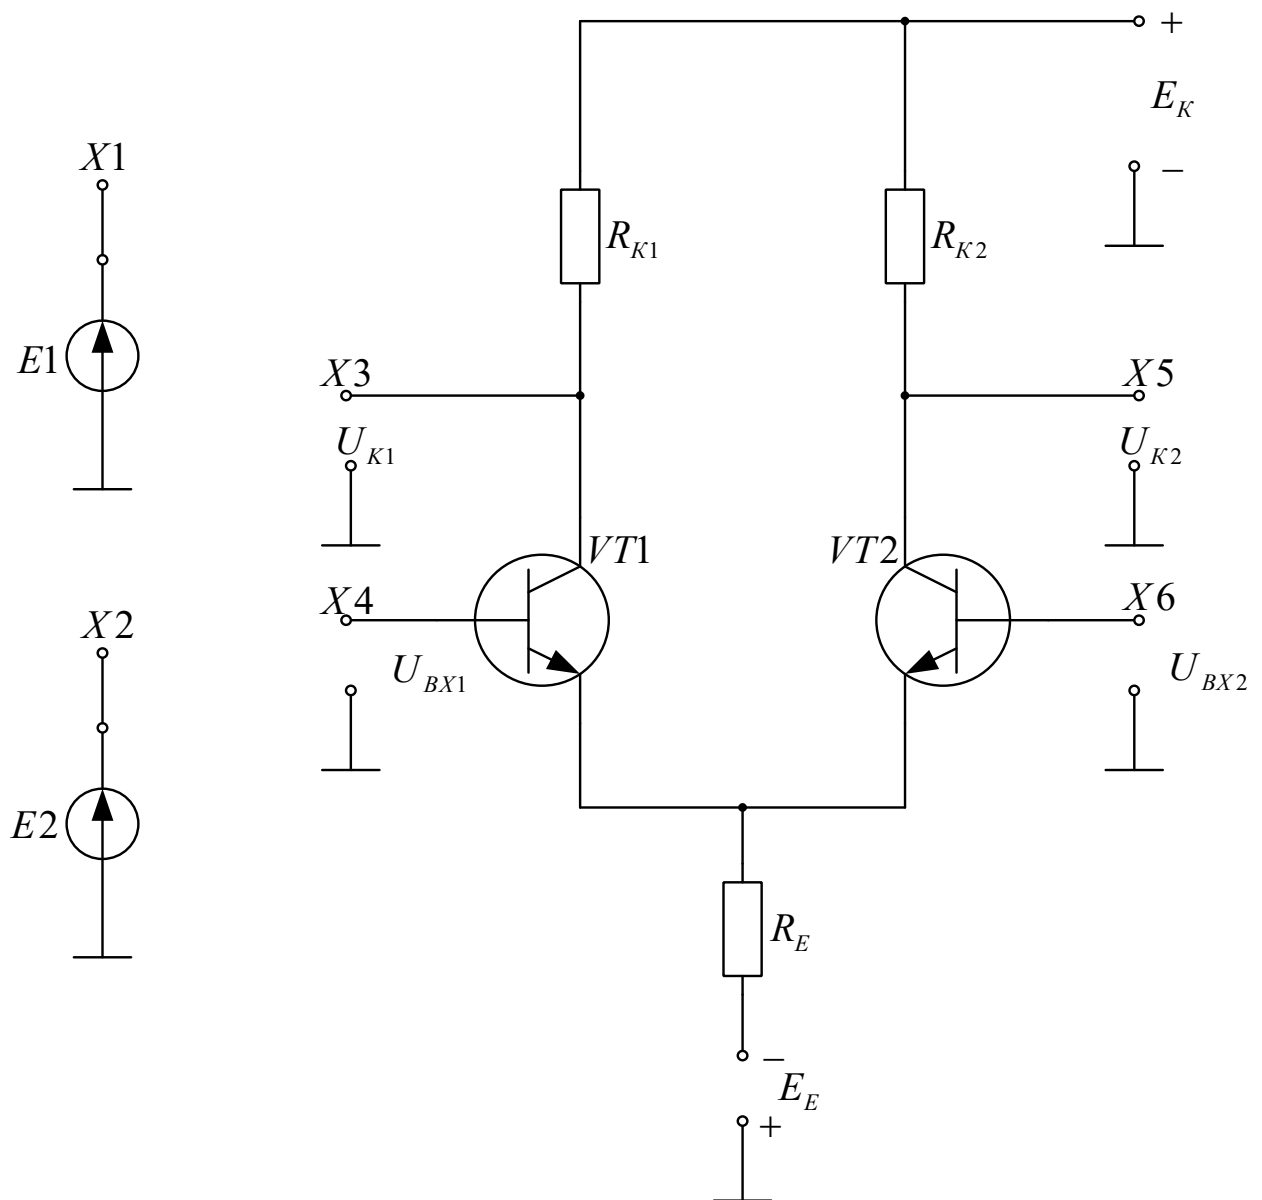 +
E_K
X1
−
R_K1
R_K2
E1
X3
X5
U_K1
U_K2
VT1
VT2
X4
X6
X2
U_BX1
U_BX2
E2
R_E
−
E_E
+